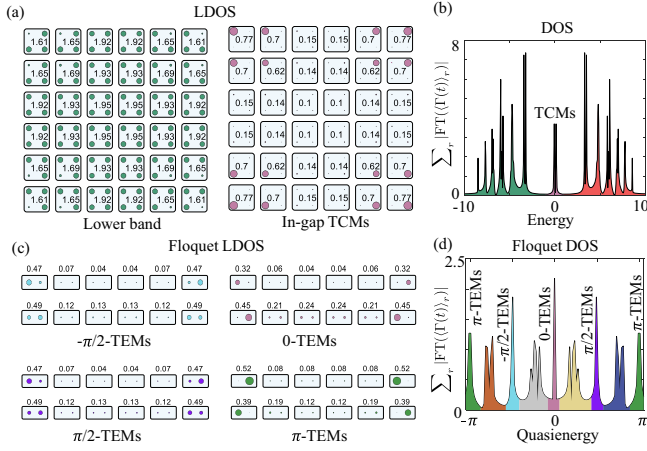 (a)
LDOS
1.61 1.65 1.92 1.92 1.65 1.61
1.65 1.69 1.93 1.92 1.69 1.65
1.92 1.93 1.95 1.95 1.92 1.92
1.92 1.93 1.95 1.95 1.93 1.93
1.65 1.69 1.93 1.93 1.69 1.65
1.61 1.65 1.92 1.92 1.65 1.61
Lower band
0.77 0.7 0.15 0.15 0.7 0.77
0.7 0.62 0.14 0.14 0.62 0.7
0.15 0.14 0.1 0.1 0.14 0.15
0.15 0.14 0.1 0.1 0.14 0.15
0.7 0.62 0.14 0.14 0.62 0.7
0.77 0.7 0.15 0.15 0.7 0.77
In-gap TCMs
(b)
DOS
∑r |FT(⟨Γ(t)⟩r)|
8
4
0
TCMs
-10 0 10
Energy
(c)
Floquet LDOS
0.47 0.07 0.04 0.04 0.07 0.47
0.49 0.12 0.13 0.13 0.12 0.49
-π/2-TEMs
0.32 0.06 0.04 0.04 0.06 0.32
0.45 0.21 0.24 0.24 0.21 0.45
0-TEMs
0.47 0.07 0.04 0.04 0.07 0.47
0.49 0.12 0.13 0.13 0.12 0.49
π/2-TEMs
0.52 0.08 0.08 0.08 0.08 0.52
0.39 0.19 0.12 0.12 0.19 0.39
π-TEMs
(d)
Floquet DOS
∑r |FT(⟨Γ(t)⟩r)|
2.5
0
π-TEMs
-π/2-TEMs
0-TEMs
π/2-TEMs
π-TEMs
-π 0 π
Quasienergy